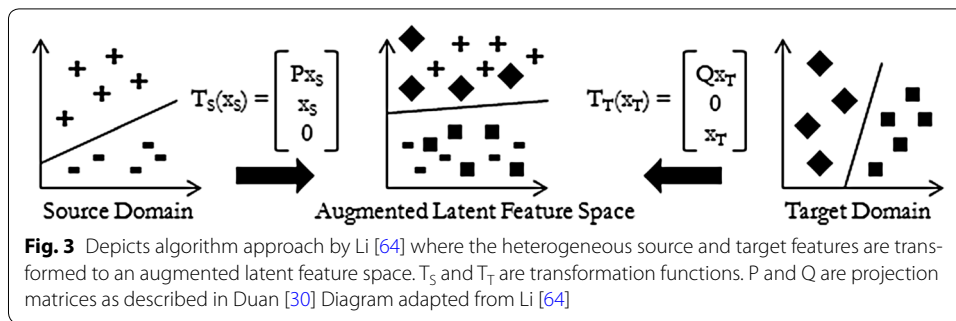 T_S(x_S) = [Px_S
x_S
0]
T_T(x_T) = [Qx_T
0
x_T]
Source Domain
Augmented Latent Feature Space
Target Domain
Fig. 3 Depicts algorithm approach by Li [64] where the heterogeneous source and target features are trans-
formed to an augmented latent feature space. T_S and T_T are transformation functions. P and Q are projection
matrices as described in Duan [30] Diagram adapted from Li [64]